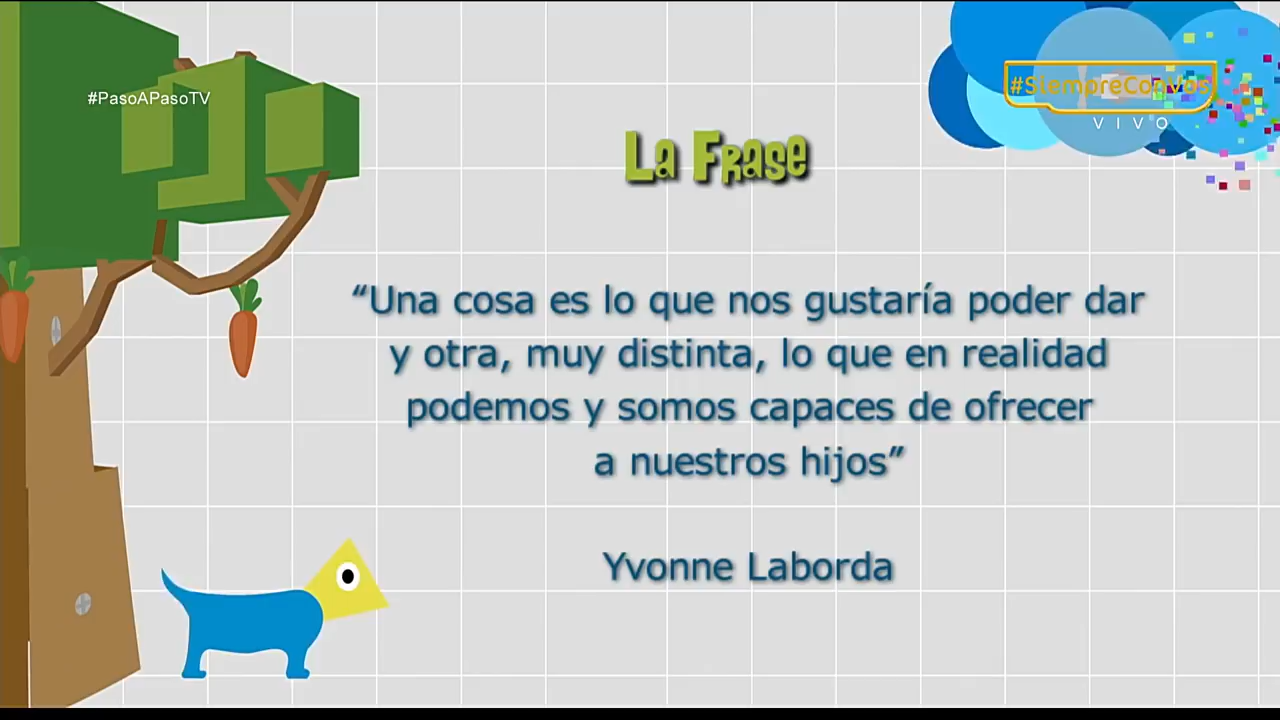 #PasoAPasoTV
#SiempreConVos
VIVO
La Frase
“Una cosa es lo que nos gustaría poder dar
y otra, muy distinta, lo que en realidad
podemos y somos capaces de ofrecer
a nuestros hijos”
Yvonne Laborda